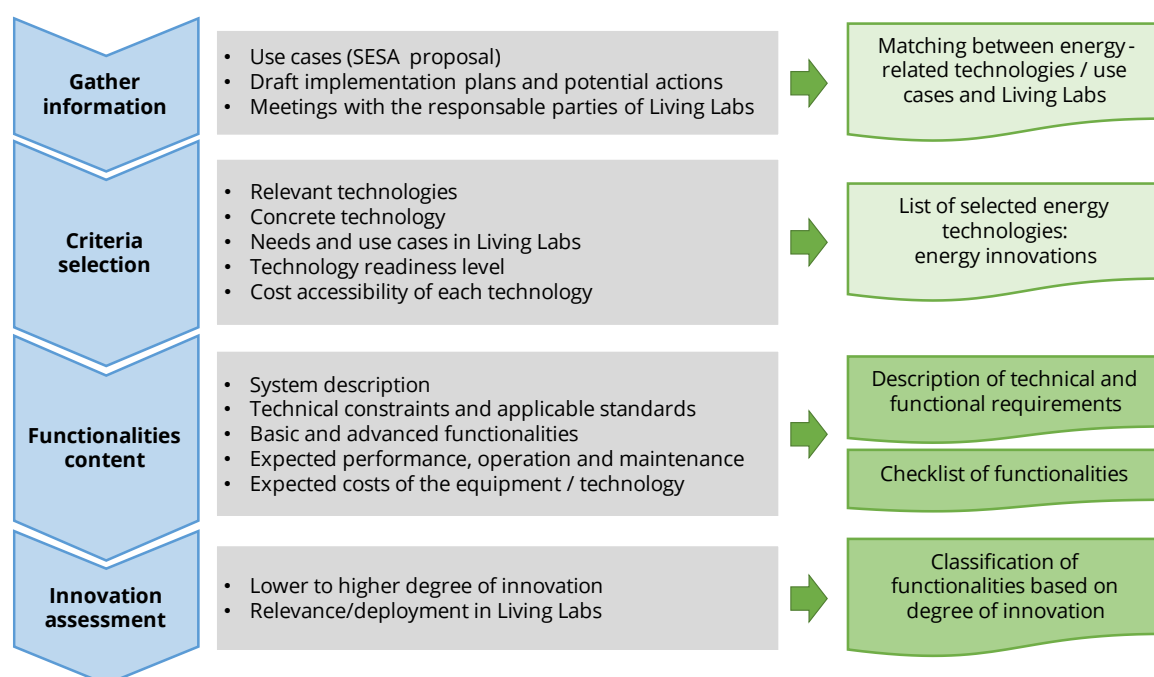 Gather
information
• Use cases (SESA proposal)
• Draft implementation plans and potential actions
• Meetings with the responsable parties of Living Labs
Matching between energy-
related technologies / use
cases and Living Labs
Criteria
selection
• Relevant technologies
• Concrete technology
• Needs and use cases in Living Labs
• Technology readiness level
• Cost accessibility of each technology
List of selected energy
technologies:
energy innovations
Functionalities
content
• System description
• Technical constraints and applicable standards
• Basic and advanced functionalities
• Expected performance, operation and maintenance
• Expected costs of the equipment / technology
Description of technical and
functional requirements
Checklist of functionalities
Innovation
assessment
• Lower to higher degree of innovation
• Relevance/deployment in Living Labs
Classification of
functionalities based on
degree of innovation